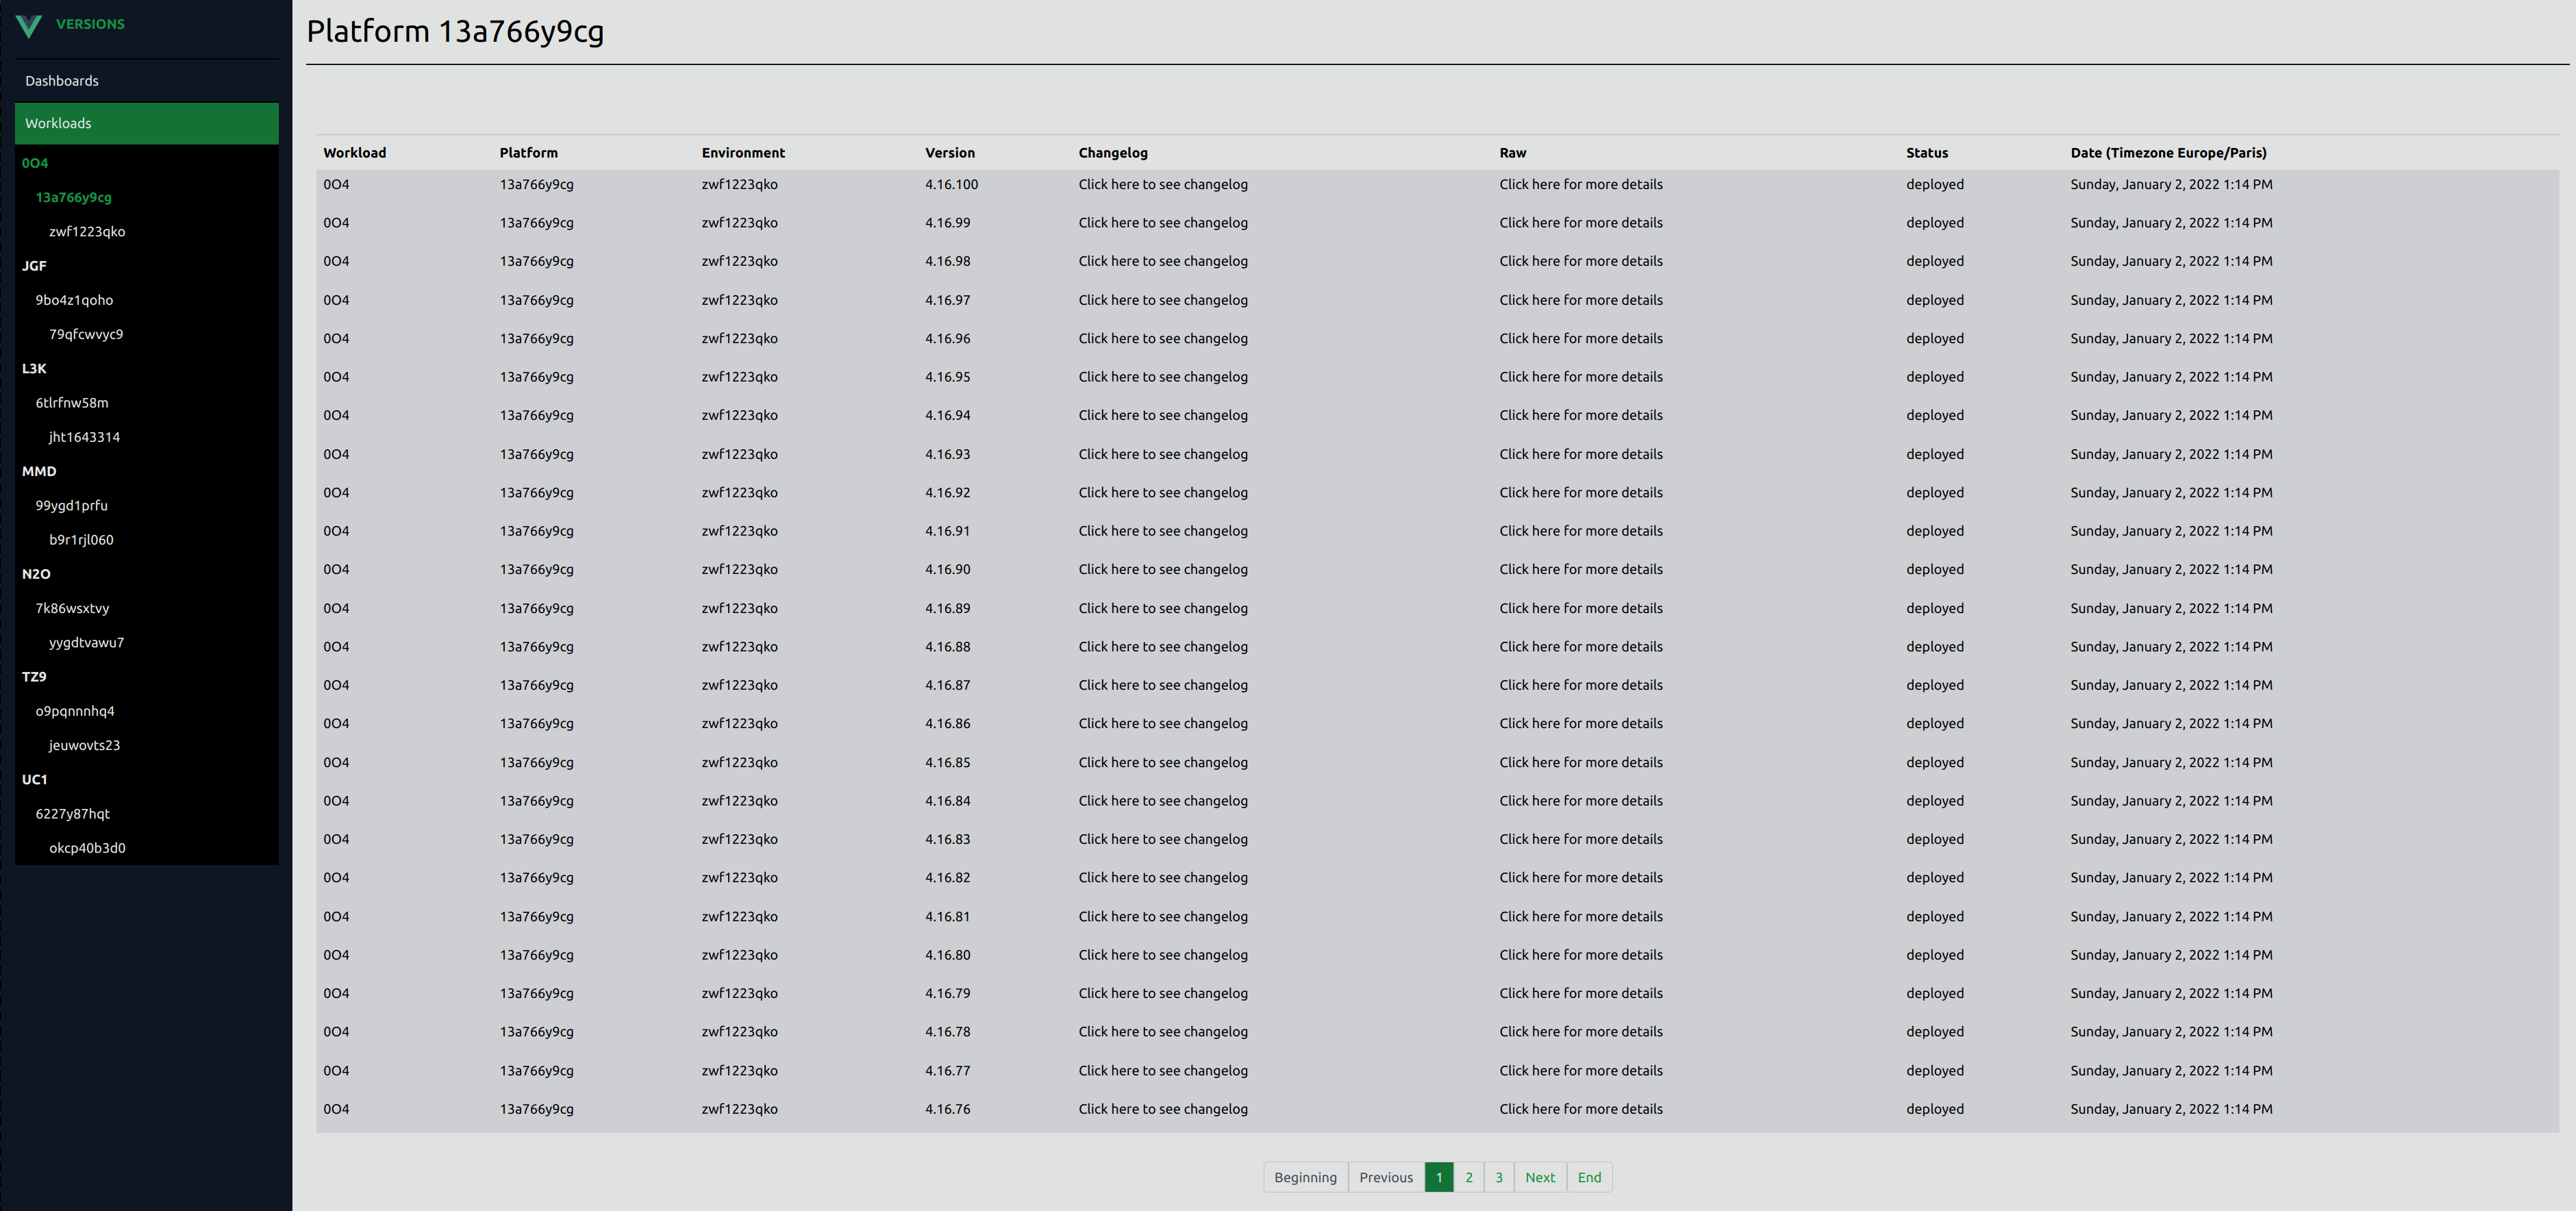 VERSIONS
Dashboards
Workloads
0O4
13a766y9cg
zwf1223qko
JGF
9bo4z1qoho
79qfcwvyc9
L3K
6tlrfnw58m
jht1643314
MMD
99ygd1prfu
b9r1rjl060
N2O
7k86wsxtvy
yygdtvawu7
TZ9
o9pqnnnhq4
jeuwovts23
UC1
6227y87hqt
okcp40b3d0
Platform 13a766y9cg
Workload Platform Environment Version Changelog Raw Status Date (Timezone Europe/Paris)
0O4 13a766y9cg zwf1223qko 4.16.100 Click here to see changelog Click here for more details deployed Sunday, January 2, 2022 1:14 PM
0O4 13a766y9cg zwf1223qko 4.16.99 Click here to see changelog Click here for more details deployed Sunday, January 2, 2022 1:14 PM
0O4 13a766y9cg zwf1223qko 4.16.98 Click here to see changelog Click here for more details deployed Sunday, January 2, 2022 1:14 PM
0O4 13a766y9cg zwf1223qko 4.16.97 Click here to see changelog Click here for more details deployed Sunday, January 2, 2022 1:14 PM
0O4 13a766y9cg zwf1223qko 4.16.96 Click here to see changelog Click here for more details deployed Sunday, January 2, 2022 1:14 PM
0O4 13a766y9cg zwf1223qko 4.16.95 Click here to see changelog Click here for more details deployed Sunday, January 2, 2022 1:14 PM
0O4 13a766y9cg zwf1223qko 4.16.94 Click here to see changelog Click here for more details deployed Sunday, January 2, 2022 1:14 PM
0O4 13a766y9cg zwf1223qko 4.16.93 Click here to see changelog Click here for more details deployed Sunday, January 2, 2022 1:14 PM
0O4 13a766y9cg zwf1223qko 4.16.92 Click here to see changelog Click here for more details deployed Sunday, January 2, 2022 1:14 PM
0O4 13a766y9cg zwf1223qko 4.16.91 Click here to see changelog Click here for more details deployed Sunday, January 2, 2022 1:14 PM
0O4 13a766y9cg zwf1223qko 4.16.90 Click here to see changelog Click here for more details deployed Sunday, January 2, 2022 1:14 PM
0O4 13a766y9cg zwf1223qko 4.16.89 Click here to see changelog Click here for more details deployed Sunday, January 2, 2022 1:14 PM
0O4 13a766y9cg zwf1223qko 4.16.88 Click here to see changelog Click here for more details deployed Sunday, January 2, 2022 1:14 PM
0O4 13a766y9cg zwf1223qko 4.16.87 Click here to see changelog Click here for more details deployed Sunday, January 2, 2022 1:14 PM
0O4 13a766y9cg zwf1223qko 4.16.86 Click here to see changelog Click here for more details deployed Sunday, January 2, 2022 1:14 PM
0O4 13a766y9cg zwf1223qko 4.16.85 Click here to see changelog Click here for more details deployed Sunday, January 2, 2022 1:14 PM
0O4 13a766y9cg zwf1223qko 4.16.84 Click here to see changelog Click here for more details deployed Sunday, January 2, 2022 1:14 PM
0O4 13a766y9cg zwf1223qko 4.16.83 Click here to see changelog Click here for more details deployed Sunday, January 2, 2022 1:14 PM
0O4 13a766y9cg zwf1223qko 4.16.82 Click here to see changelog Click here for more details deployed Sunday, January 2, 2022 1:14 PM
0O4 13a766y9cg zwf1223qko 4.16.81 Click here to see changelog Click here for more details deployed Sunday, January 2, 2022 1:14 PM
0O4 13a766y9cg zwf1223qko 4.16.80 Click here to see changelog Click here for more details deployed Sunday, January 2, 2022 1:14 PM
0O4 13a766y9cg zwf1223qko 4.16.79 Click here to see changelog Click here for more details deployed Sunday, January 2, 2022 1:14 PM
0O4 13a766y9cg zwf1223qko 4.16.78 Click here to see changelog Click here for more details deployed Sunday, January 2, 2022 1:14 PM
0O4 13a766y9cg zwf1223qko 4.16.77 Click here to see changelog Click here for more details deployed Sunday, January 2, 2022 1:14 PM
0O4 13a766y9cg zwf1223qko 4.16.76 Click here to see changelog Click here for more details deployed Sunday, January 2, 2022 1:14 PM
Beginning Previous 1 2 3 Next End